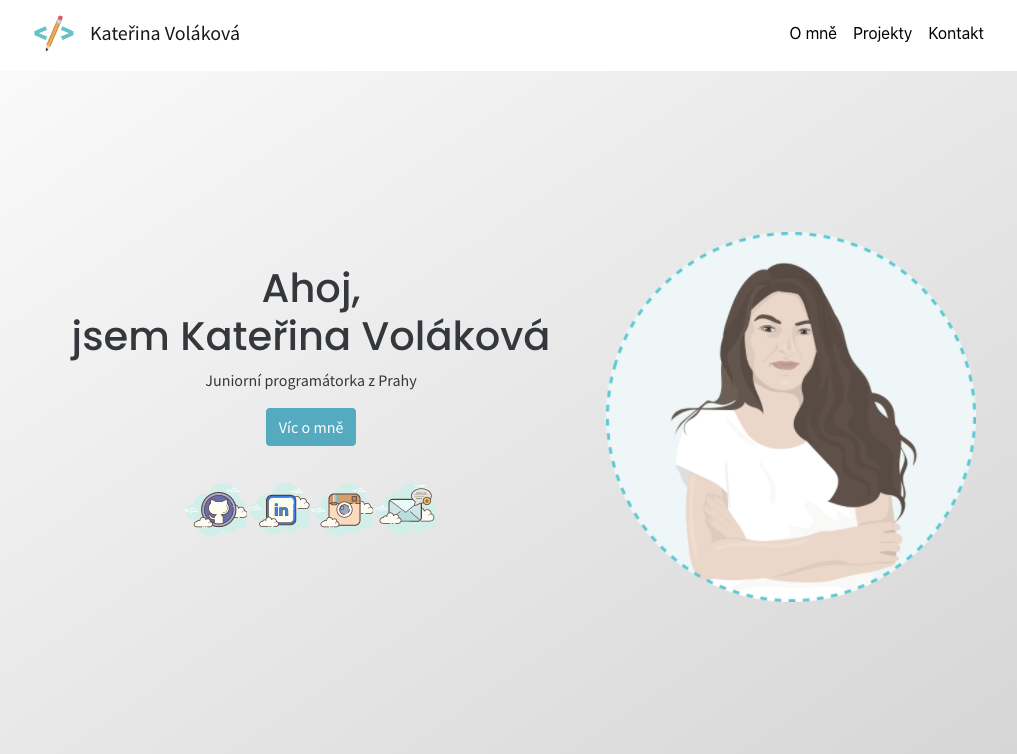 </> Kateřina Voláková
O mně Projekty Kontakt
Ahoj,
jsem Kateřina Voláková
Juniorní programátorka z Prahy
Víc o mně
in